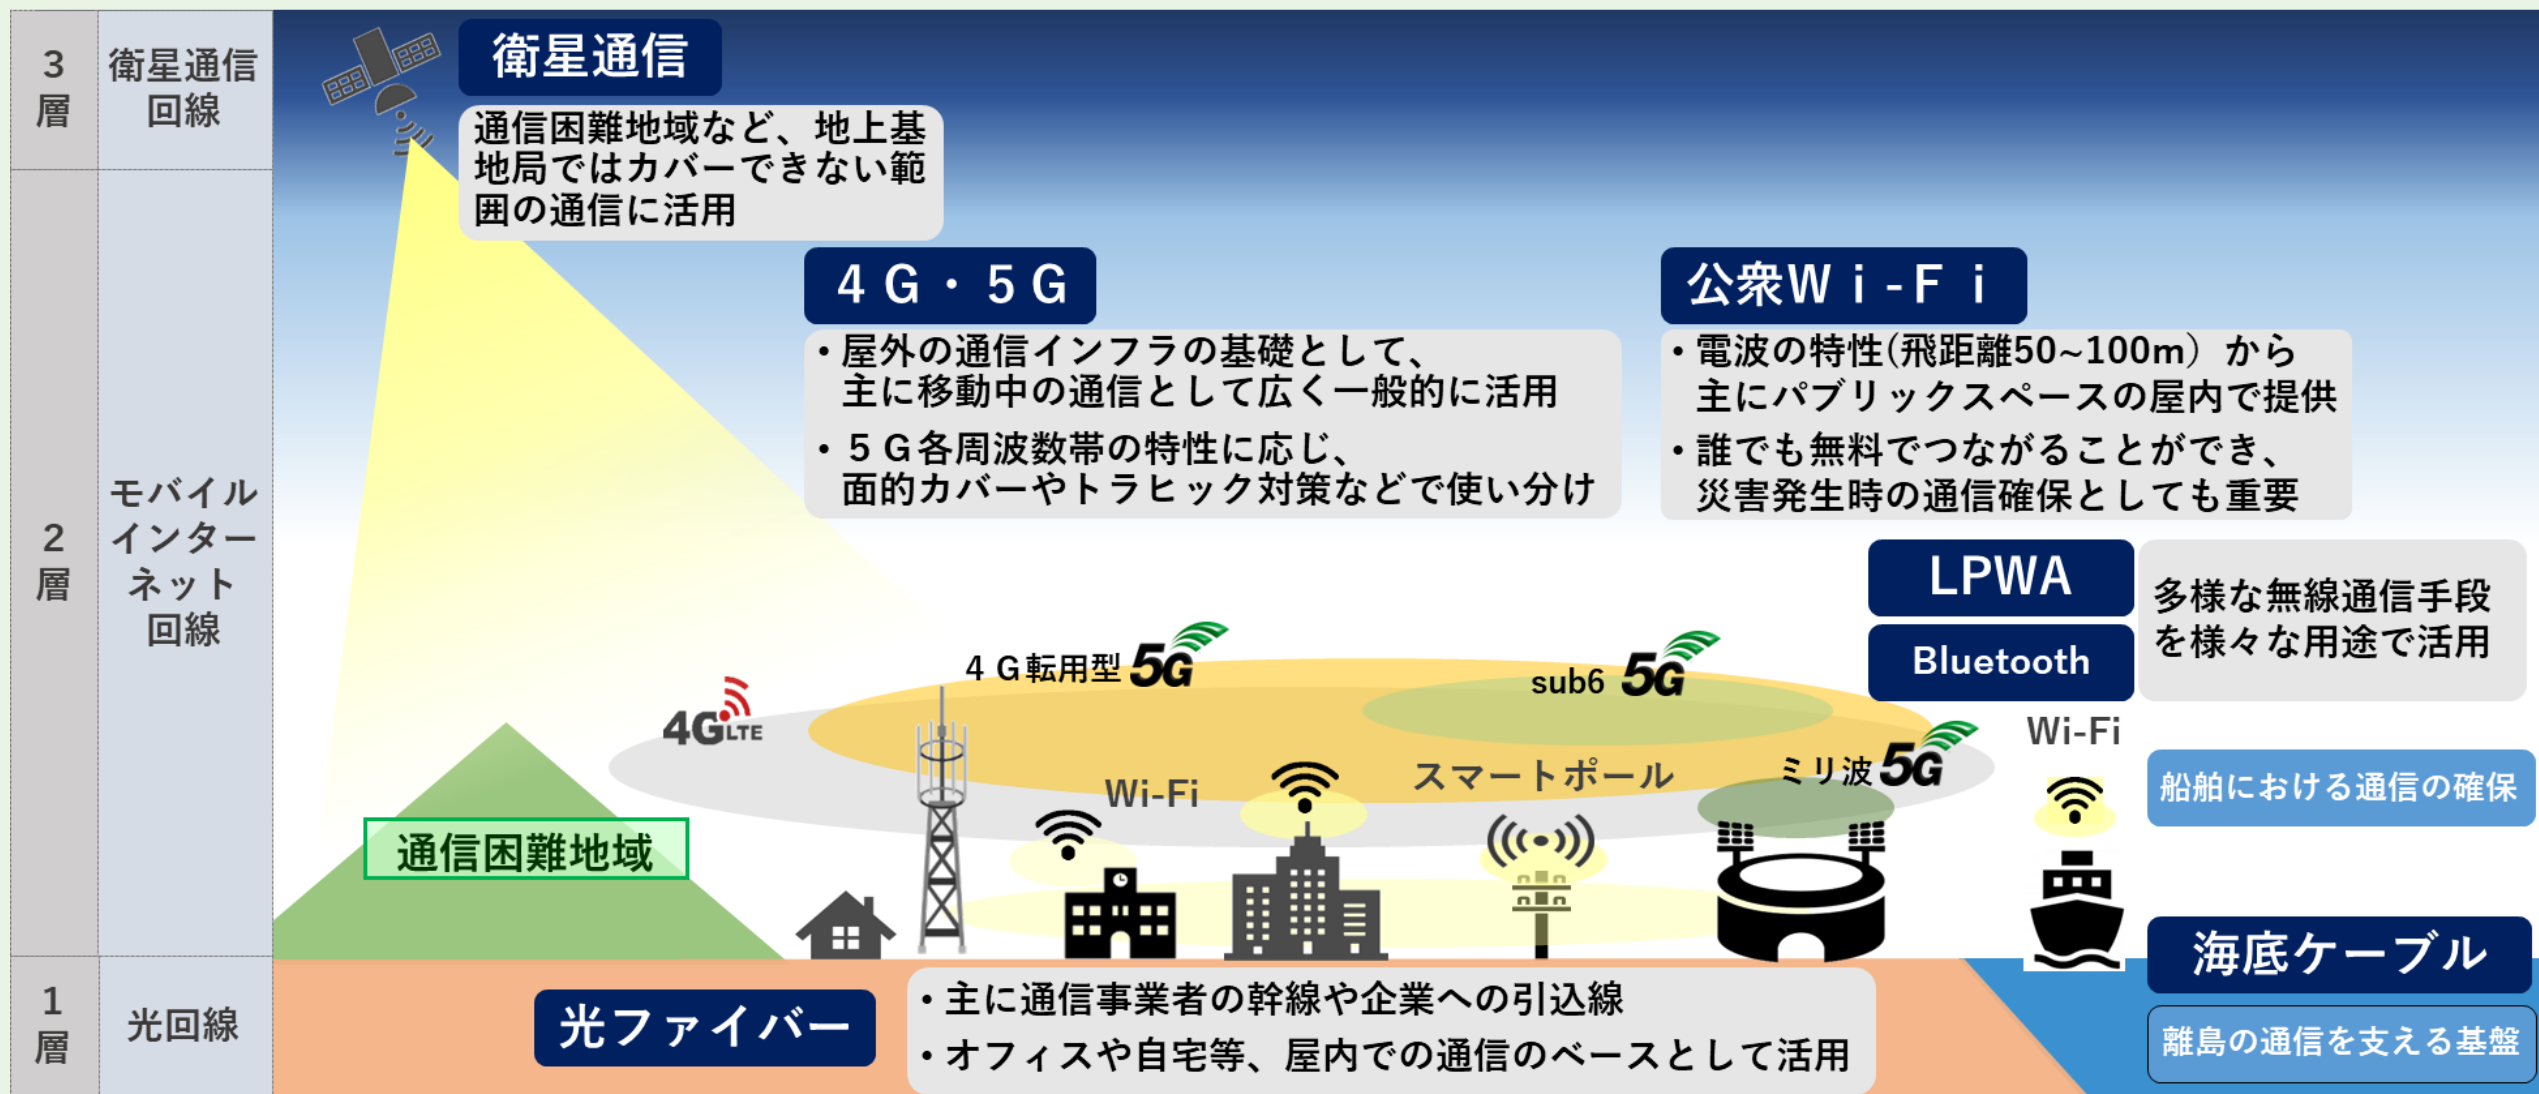 3
層
衛星通信
回線
衛星通信
通信困難地域など、地上基
地局ではカバーできない範
囲の通信に活用
2
層
モバイル
インター
ネット
回線
４Ｇ・５Ｇ
・屋外の通信インフラの基礎として、
主に移動中の通信として広く一般的に活用
・５Ｇ各周波数帯の特性に応じ、
面的カバーやトラヒック対策などで使い分け
公衆Ｗｉ-Ｆｉ
・電波の特性(飛距離50~100m）から
主にパブリックスペースの屋内で提供
・誰でも無料でつながることができ、
災害発生時の通信確保としても重要
LPWA
Bluetooth
多様な無線通信手段
を様々な用途で活用
4G LTE
４Ｇ転用型 5G
sub6 5G
ミリ波 5G
Wi-Fi
スマートポール
Wi-Fi
船舶における通信の確保
通信困難地域
1
層
光回線
光ファイバー
・主に通信事業者の幹線や企業への引込線
・オフィスや自宅等、屋内での通信のベースとして活用
海底ケーブル
離島の通信を支える基盤